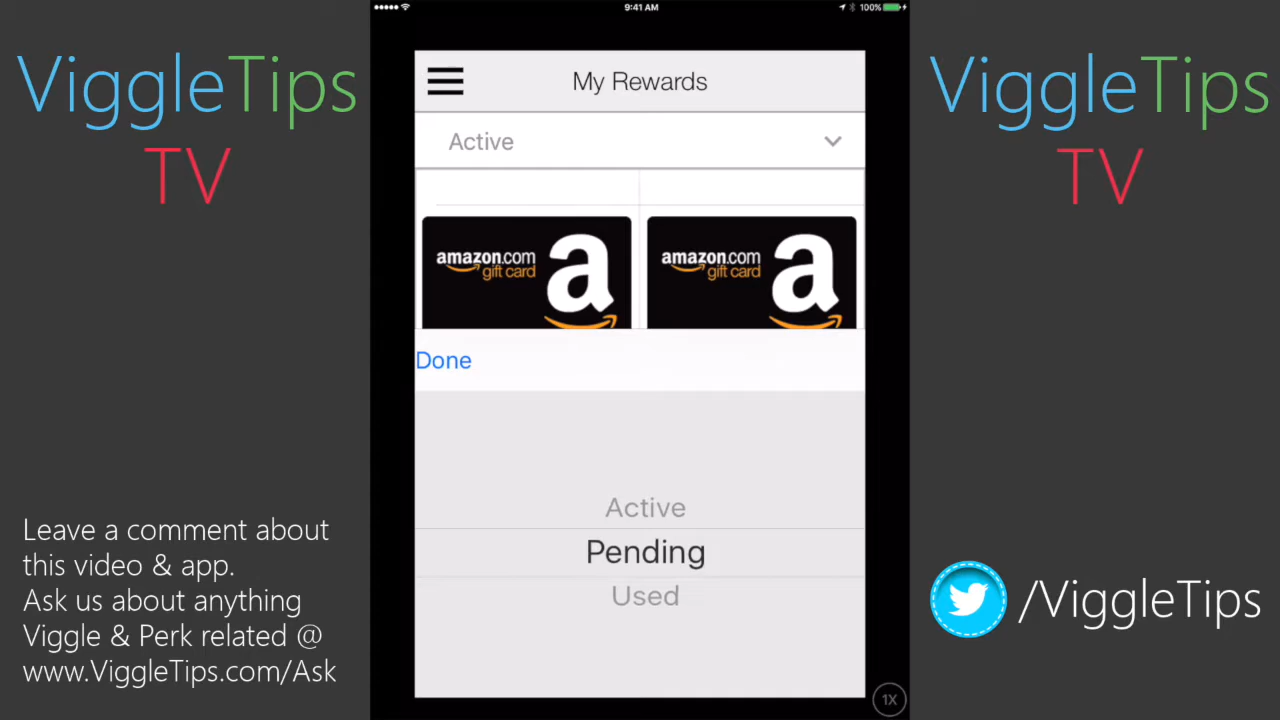 ViggleTips
TV
Leave a comment about
this video & app.
Ask us about anything
Viggle & Perk related @
www.ViggleTips.com/Ask
9:41 AM
100%
My Rewards
Active
amazon.com
gift card
a
amazon.com
gift card
a
Done
Active
Pending
Used
1X
ViggleTips
TV
/ViggleTips